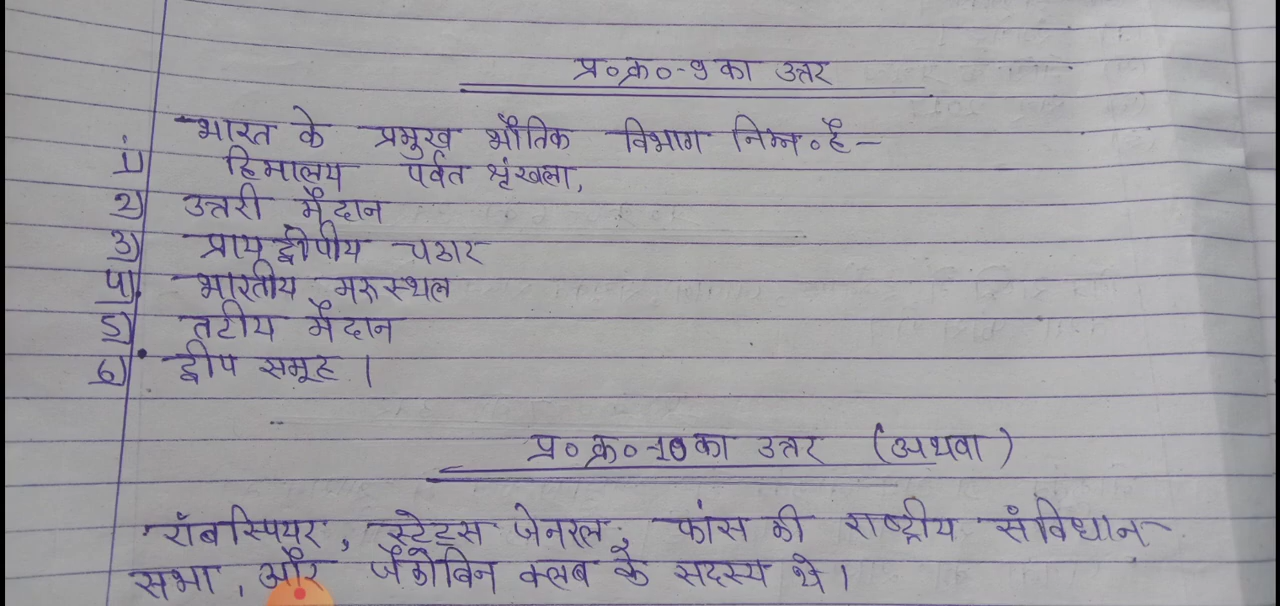 प्र०क्र०-9 का उत्तर
भारत के प्रमुख भौतिक विभाग निम्न है-
1) हिमालय पर्वत श्रृंखला,
2) उत्तरी मैदान
3) प्रायद्वीपीय पठार
4) भारतीय मरुस्थल
5) तटीय मैदान
6) द्वीप समूह ।
प्र०क्र०-10 का उत्तर (अथवा)
रॉबस्पियर, स्टेट्स जेनरल, फांस की राष्ट्रीय संविधान-
सभा, और जैकोबिन क्लब के सदस्य थे ।